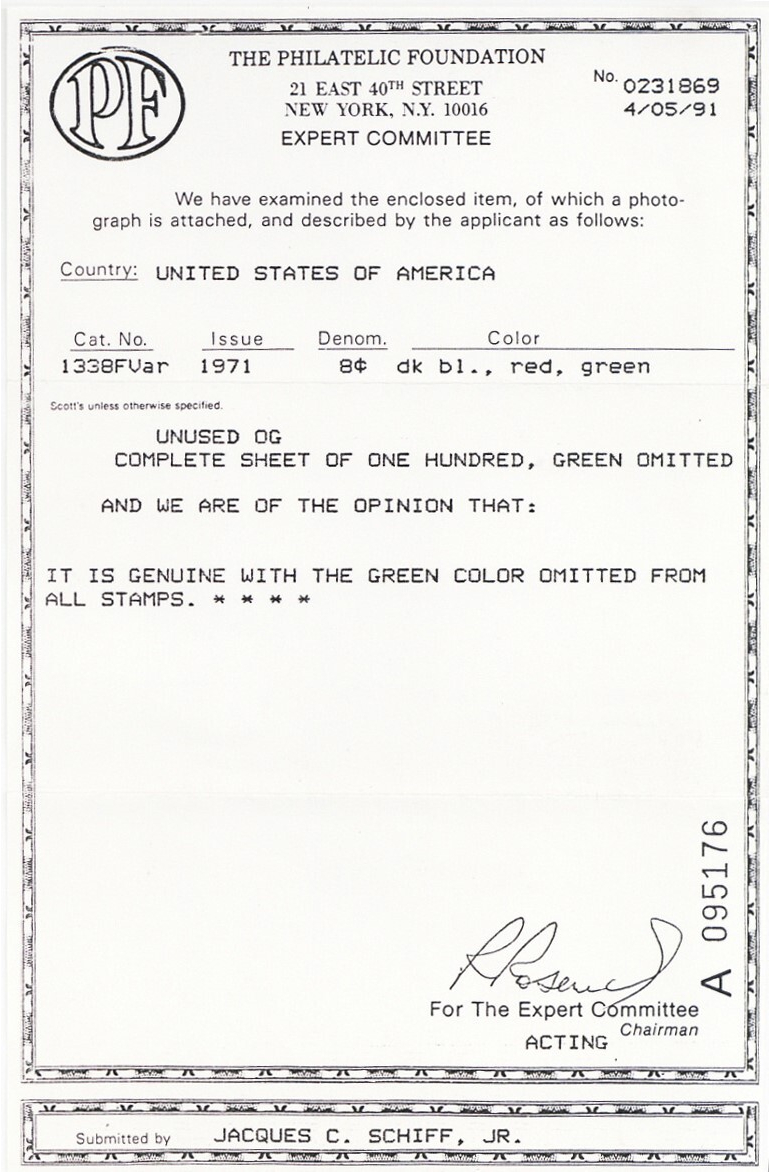 PF
THE PHILATELIC FOUNDATION
21 EAST 40TH STREET
NEW YORK, N.Y. 10016
EXPERT COMMITTEE
No. 0231869
4/05/91
We have examined the enclosed item, of which a photo-
graph is attached, and described by the applicant as follows:
Country: UNITED STATES OF AMERICA
Cat. No. Issue Denom. Color
1338FVar 1971 8¢ dk bl., red, green
Scott's unless otherwise specified.
UNUSED OG
COMPLETE SHEET OF ONE HUNDRED, GREEN OMITTED
AND WE ARE OF THE OPINION THAT:
IT IS GENUINE WITH THE GREEN COLOR OMITTED FROM
ALL STAMPS. * * * *
A 095176
For The Expert Committee
Chairman
ACTING
Submitted by JACQUES C. SCHIFF, JR.